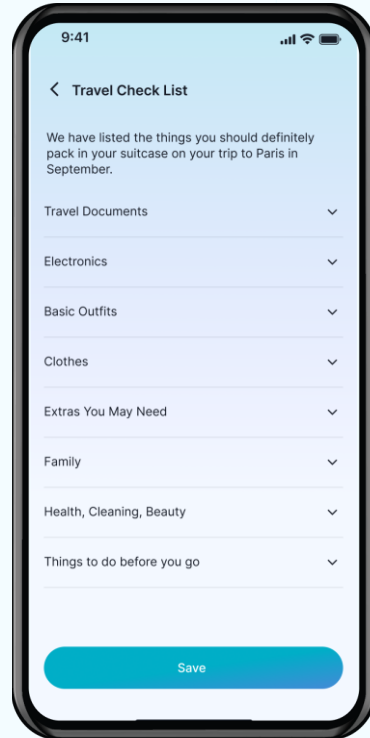 9:41
Travel Check List
We have listed the things you should definitely
pack in your suitcase on your trip to Paris in
September.
Travel Documents
Electronics
Basic Outfits
Clothes
Extras You May Need
Family
Health, Cleaning, Beauty
Things to do before you go
Save